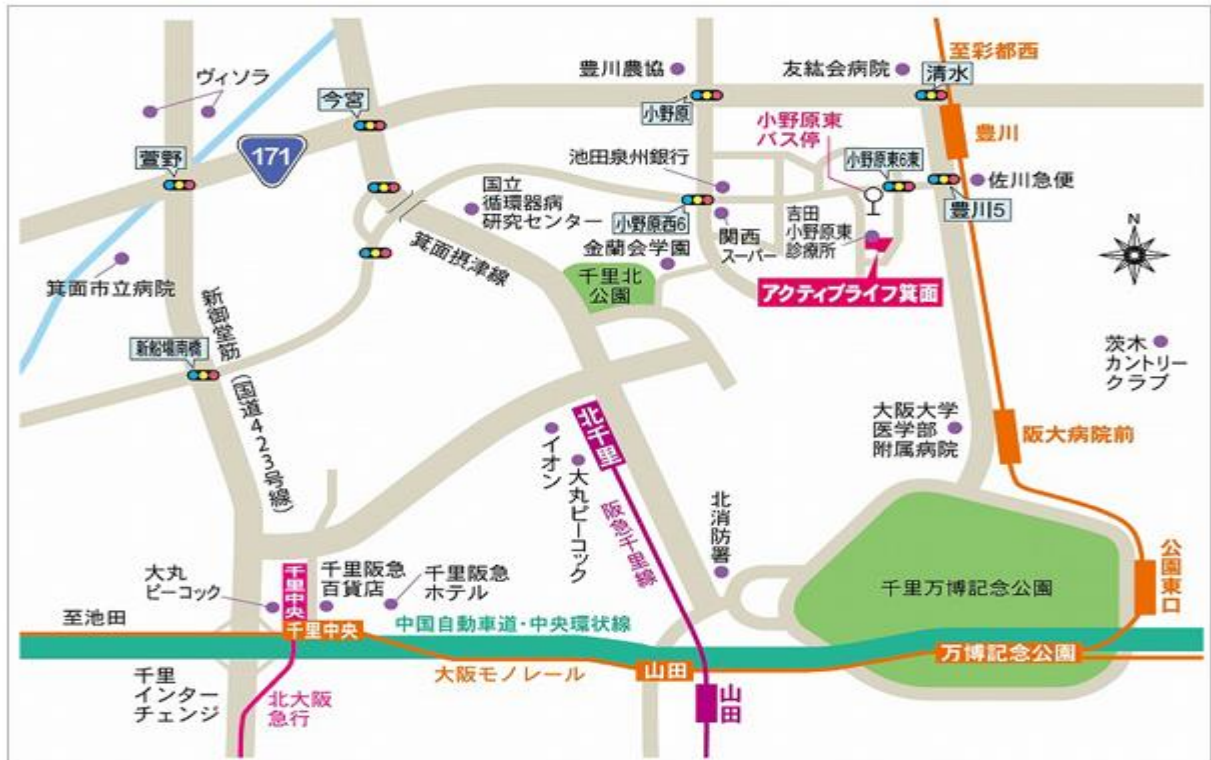 至彩都西
ヴィソラ
豊川農協
友紘会病院
清水
今宮
小野原
小野原東
バス停
豊川
171
萱野
池田泉州銀行
小野原東6東
佐川急便
国立
循環器病
研究センター
小野原西6
関西
スーパー
吉田
小野原東
診療所
豊川5
N
箕面摂津線
金蘭会学園
千里北
公園
アクティブライフ箕面
箕面市立病院
新御堂筋
(国道423号線)
新船場南橋
茨木
カントリー
クラブ
北千里
大阪大学
医学部
附属病院
阪大病院前
イオン
大丸ピーコック
阪急千里線
北消防署
大丸
ピーコック
千里中央
千里阪急
百貨店
千里阪急
ホテル
千里万博記念公園
公園東口
至池田
千里中央
中国自動車道・中央環状線
千里
インター
チェンジ
北大阪
急行
大阪モノレール
山田
万博記念公園
山田